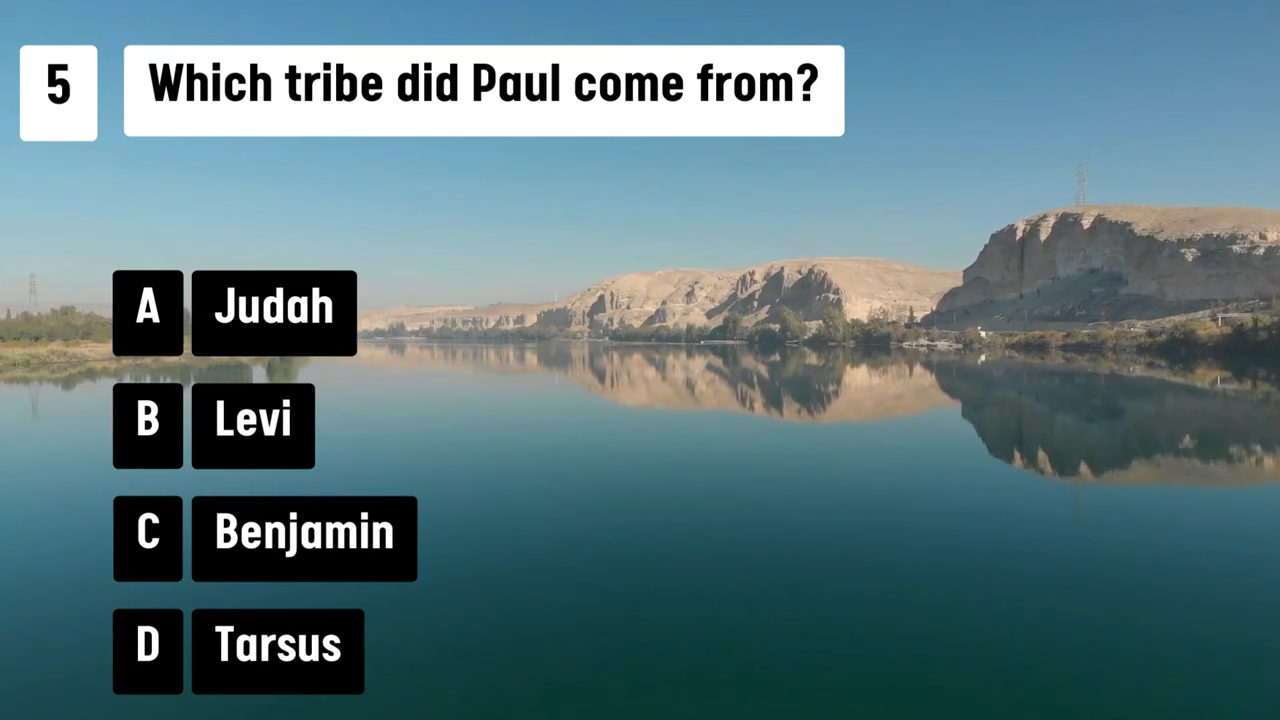 5 Which tribe did Paul come from?
A Judah
B Levi
C Benjamin
D Tarsus